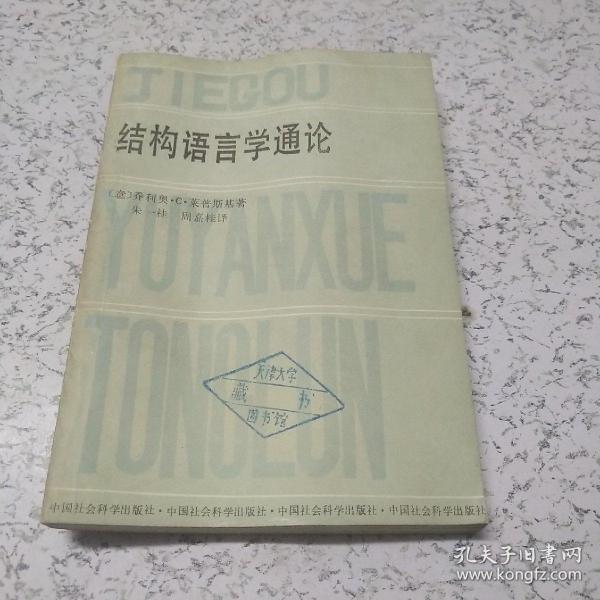 JIEGOU
结构语言学通论
〔意〕乔利奥·C·莱普斯基著
朱一桂 周嘉桂译
YUYANXUE
TONGLUN
天津大学
藏 书
图书馆
中国社会科学出版社·中国社会科学出版社·中国社会科学出版社·中国社会科学出版社
孔夫子旧书网
www.kongfz.com